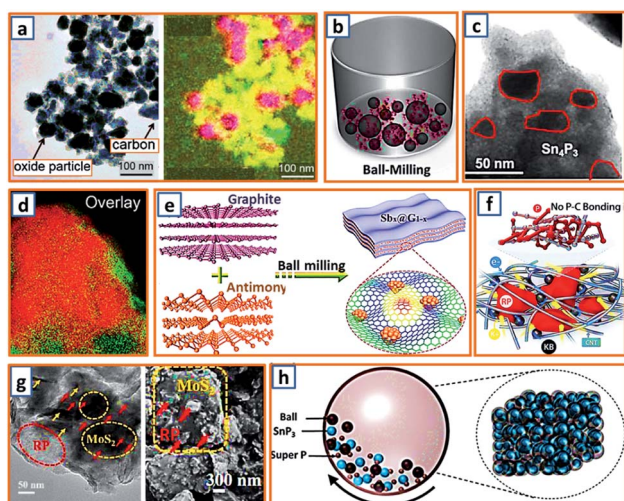 a
oxide particle
carbon
100 nm
100 nm
b
Ball-Milling
c
Sn₄P₃
50 nm
d
Overlay
e
Graphite
+
Antimony
Ball milling
Sbx@G1-x
f
No P-C Bonding
P
e-
RP
KB
CNT
g
RP
MoS2
50 nm
MoS2
RP
300 nm
h
Ball
SnP₃
Super P